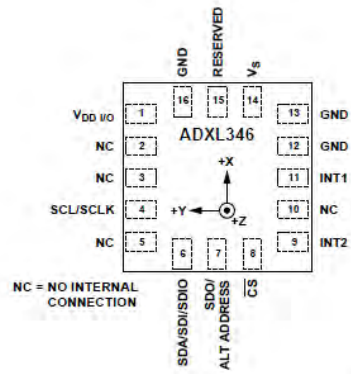 GND
RESERVED
VS
16
15
14
VDD I/O
1
ADXL346
13
GND
NC
2
12
GND
+X
NC
3
11
INT1
SCL/SCLK
4
+Y
+Z
10
NC
NC
5
9
INT2
6
7
8
NC = NO INTERNAL
CONNECTION
SDA/SDI/SDIO
SDO/
ALT ADDRESS
CS